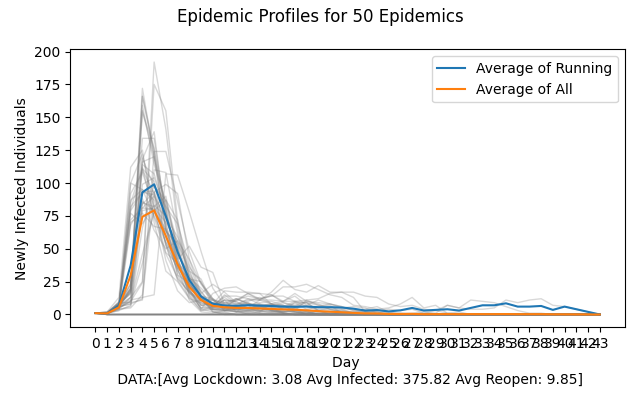 Epidemic Profiles for 50 Epidemics
200
175
150
125
100
75
50
25
0
Newly Infected Individuals
Average of Running
Average of All
0 1 2 3 4 5 6 7 8 9 10 11 12 13 14 15 16 17 18 19 20 21 22 23 24 25 26 27 28 29 30 31 32 33 34 35 36 37 38 39 40 41 42 43
Day
DATA:[Avg Lockdown: 3.08 Avg Infected: 375.82 Avg Reopen: 9.85]